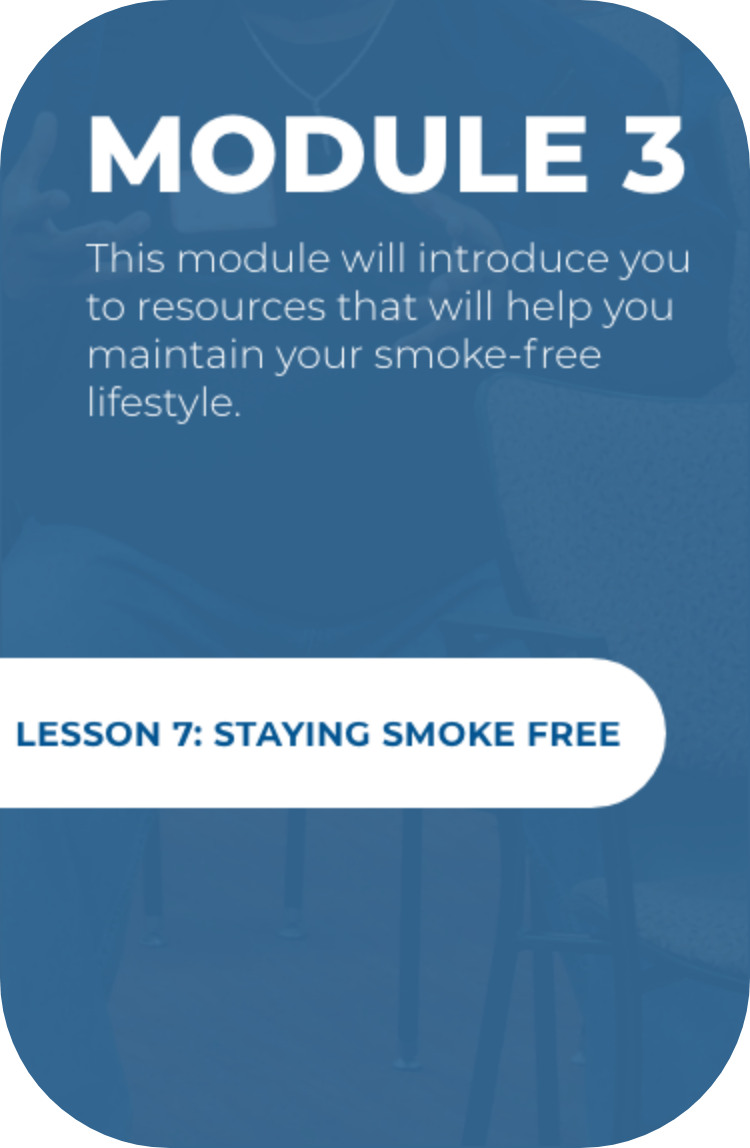 MODULE 3
This module will introduce you
to resources that will help you
maintain your smoke-free
lifestyle.
LESSON 7: STAYING SMOKE FREE